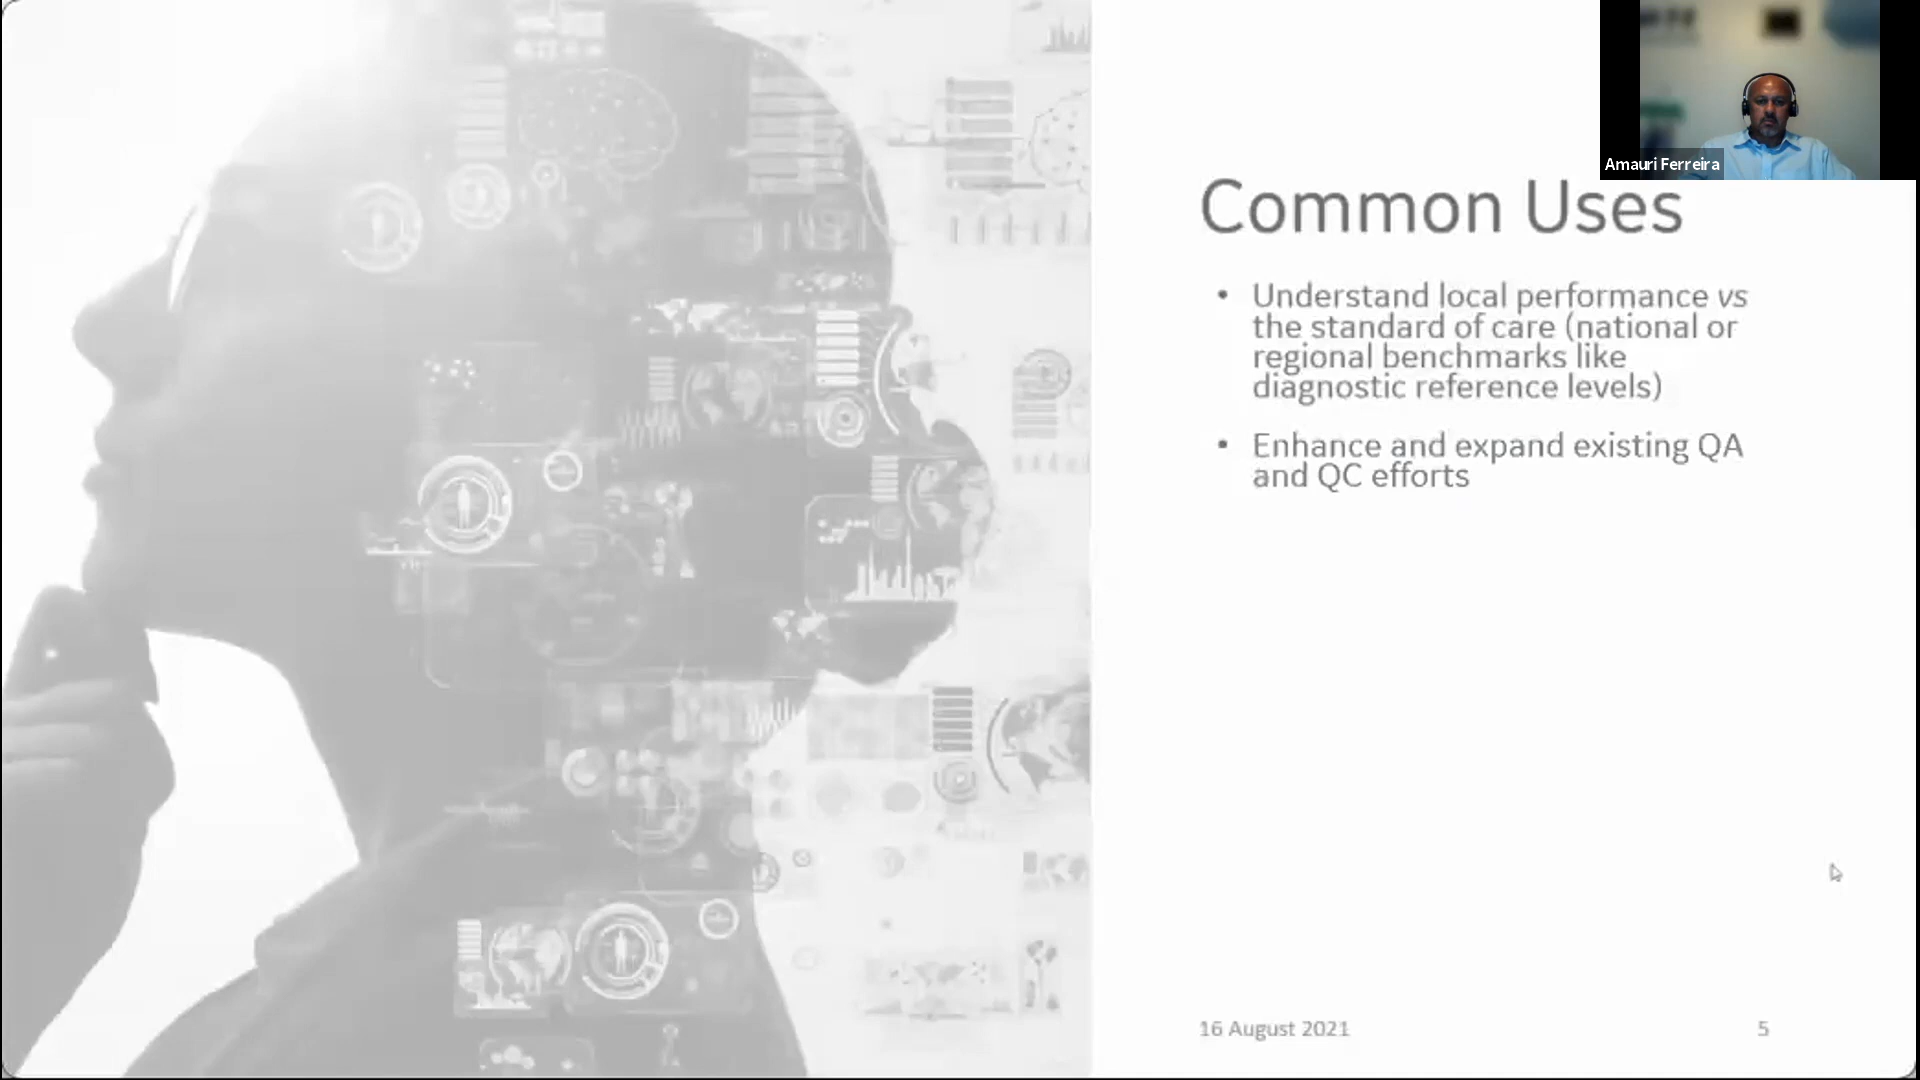 Amauri Ferreira
Common Uses
• Understand local performance vs
the standard of care (national or
regional benchmarks like
diagnostic reference levels)
• Enhance and expand existing QA
and QC efforts
16 August 2021
5